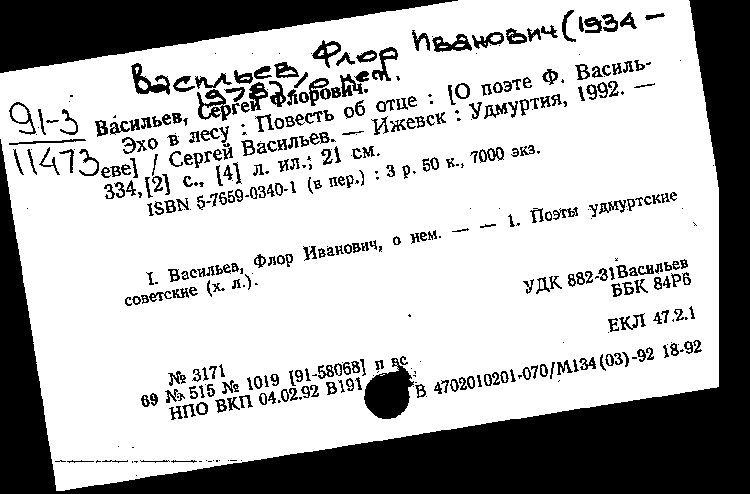 Васильев Флор Иванович (1934 –
1978) / о нем.
91-3
11473
Васильев, Сергей Флорович.
Эхо в лесу : Повесть об отце : [О поэте Ф. Василь-
еве] / Сергей Васильев. — Ижевск : Удмуртия, 1992. —
334, [2] с., [4] л. ил.; 21 см.
ISBN 5-7659-0340-1 (в пер.) : 3 р. 50 к., 7000 экз.
I. Васильев, Флор Иванович, о нем. — — 1. Поэты удмуртские
советские (х. л.).
УДК 882-31Васильев
ББК 84Р6
ЕКЛ 47.2.1
№ 3171
69 № 515 № 1019 [91-58068] п вс
НПО ВКП 04.02.92 В191
В 4702010201-070/М134(03)-92 18-92